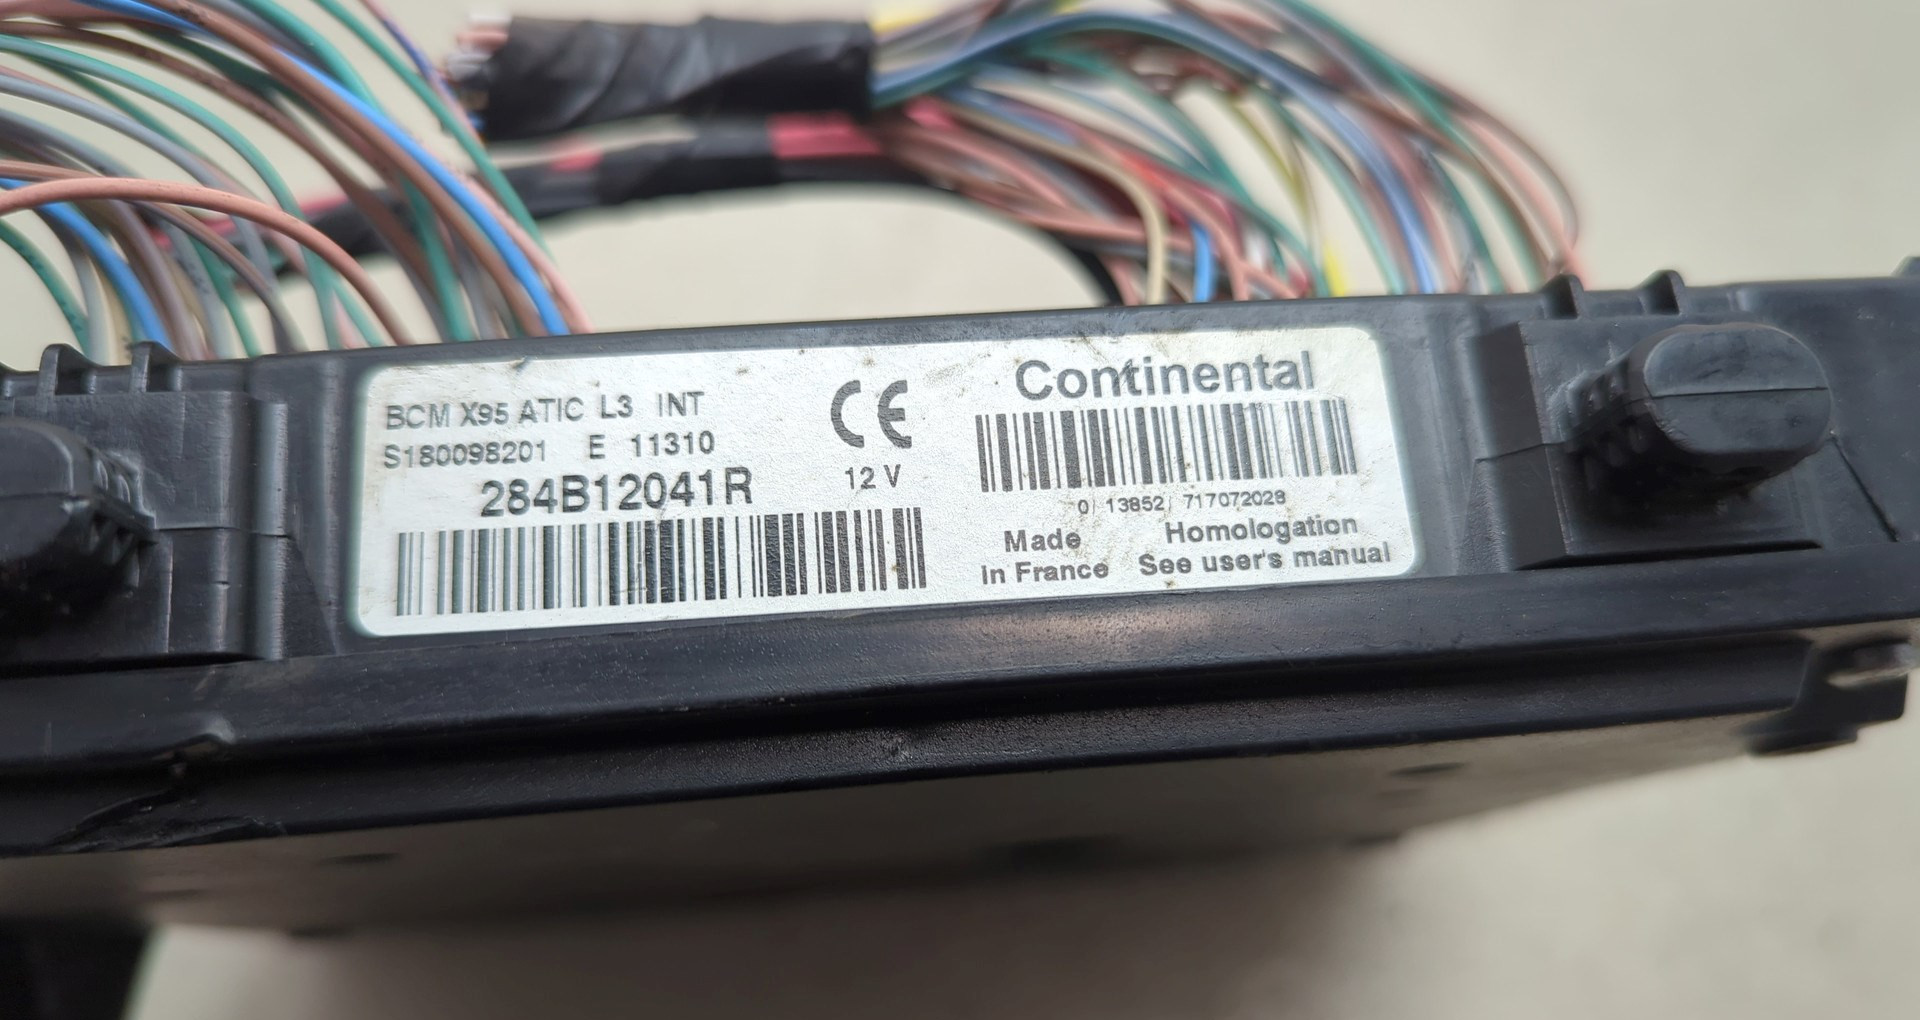 BCM X95 ATIC L3 INT
S180098201 E 11310
284B12041R
CE
12 V
Continental
0| 13852| 717072028
Made
in France
Homologation
See user's manual